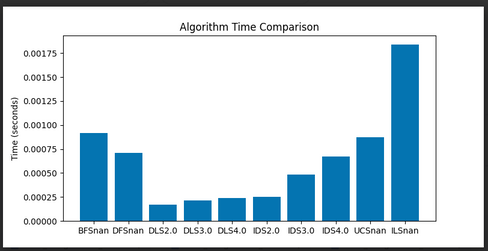 Algorithm Time Comparison
Time (seconds)
0.00175
0.00150
0.00125
0.00100
0.00075
0.00050
0.00025
0.00000
BFSnan DFSnan DLS2.0 DLS3.0 DLS4.0 IDS2.0 IDS3.0 IDS4.0 UCSnan ILSnan